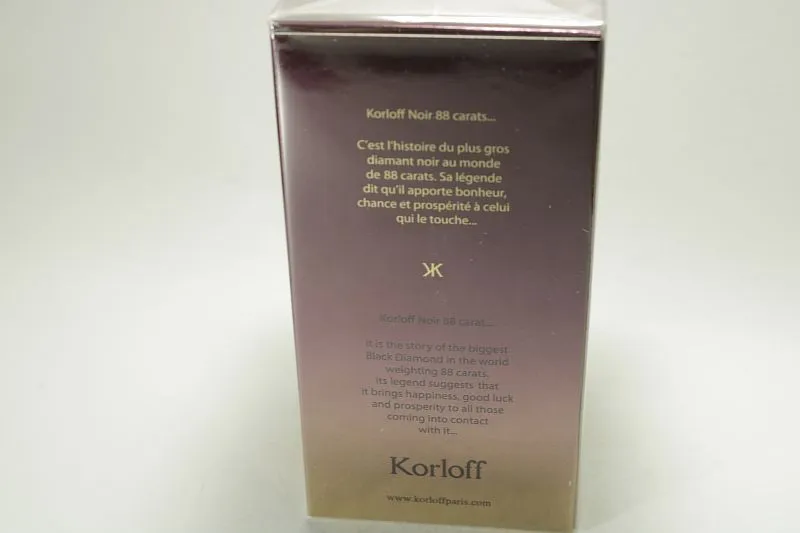 Korloff Noir 88 carats...
C'est l'histoire du plus gros
diamant noir au monde
de 88 carats. Sa légende
dit qu'il apporte bonheur,
chance et prospérité à celui
qui le touche...
Korloff Noir 88 carat...
it is the story of the biggest
Black Diamond in the world
weighting 88 carats.
its legend suggests that
it brings happiness, good luck
and prosperity to all those
coming into contact
with it...
Korloff
www.korloffparis.com